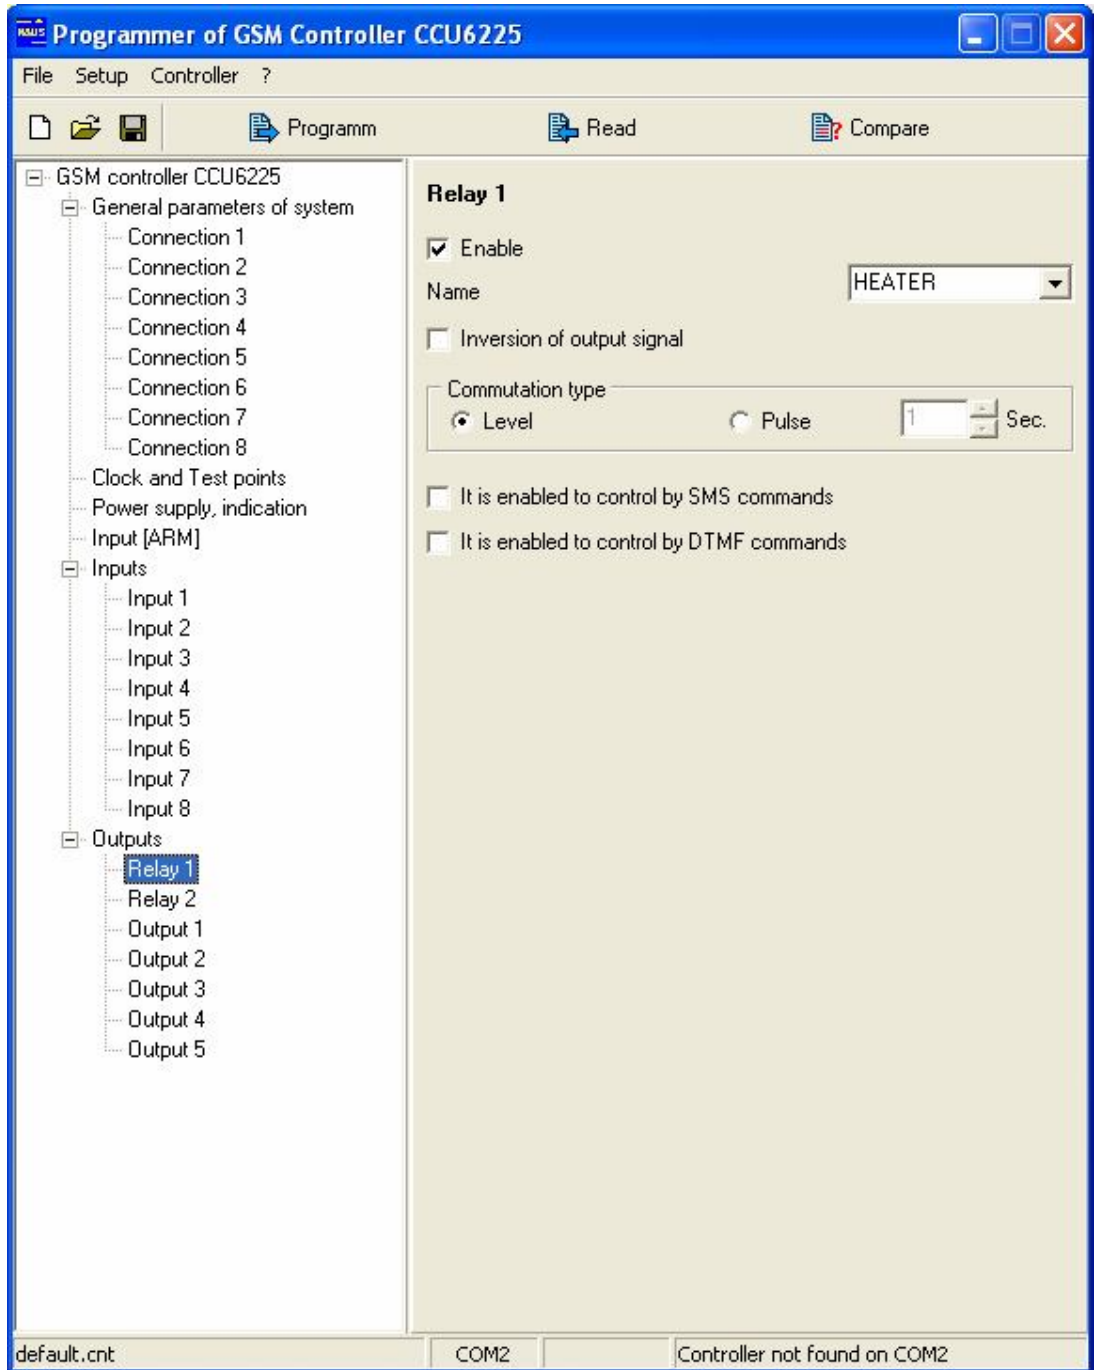 Programmer of GSM Controller CCU6225
File Setup Controller ?
Programm Read Compare
GSM controller CCU6225
General parameters of system
Connection 1
Connection 2
Connection 3
Connection 4
Connection 5
Connection 6
Connection 7
Connection 8
Clock and Test points
Power supply, indication
Input [ARM]
Inputs
Input 1
Input 2
Input 3
Input 4
Input 5
Input 6
Input 7
Input 8
Outputs
Relay 1
Relay 2
Output 1
Output 2
Output 3
Output 4
Output 5
Relay 1
Enable
Name HEATER
Inversion of output signal
Commutation type
Level Pulse 1 Sec.
It is enabled to control by SMS commands
It is enabled to control by DTMF commands
default.cnt COM2 Controller not found on COM2